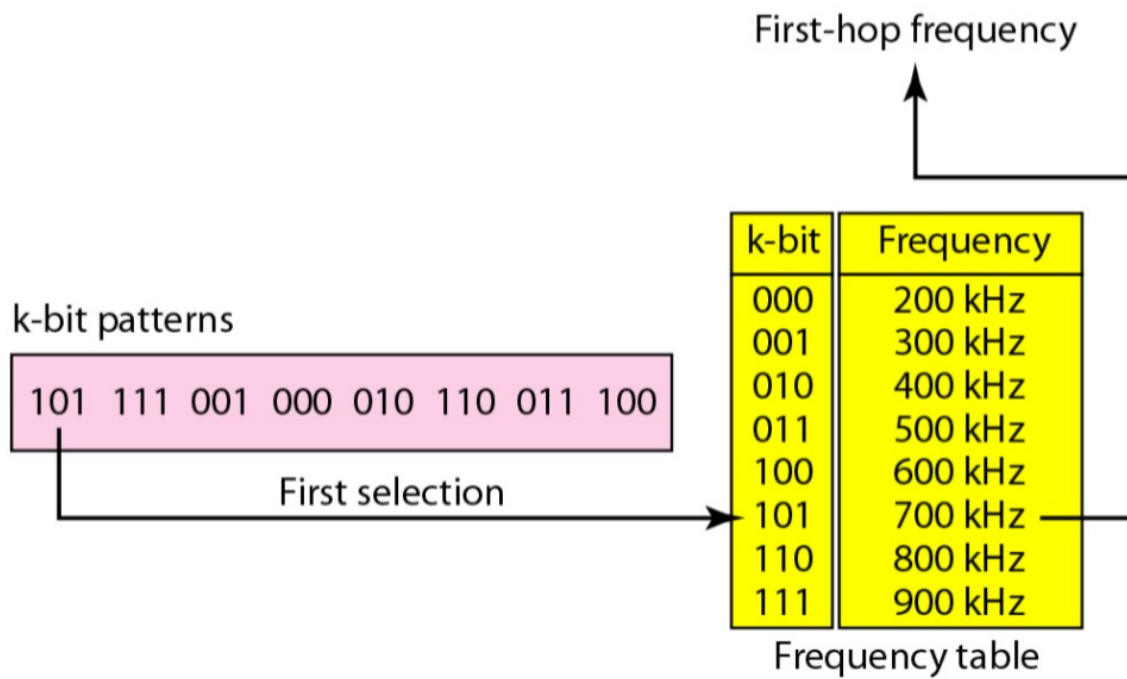 First-hop frequency
k-bit patterns
101 111 001 000 010 110 011 100
First selection
k-bit Frequency
000 200 kHz
001 300 kHz
010 400 kHz
011 500 kHz
100 600 kHz
101 700 kHz
110 800 kHz
111 900 kHz
Frequency table